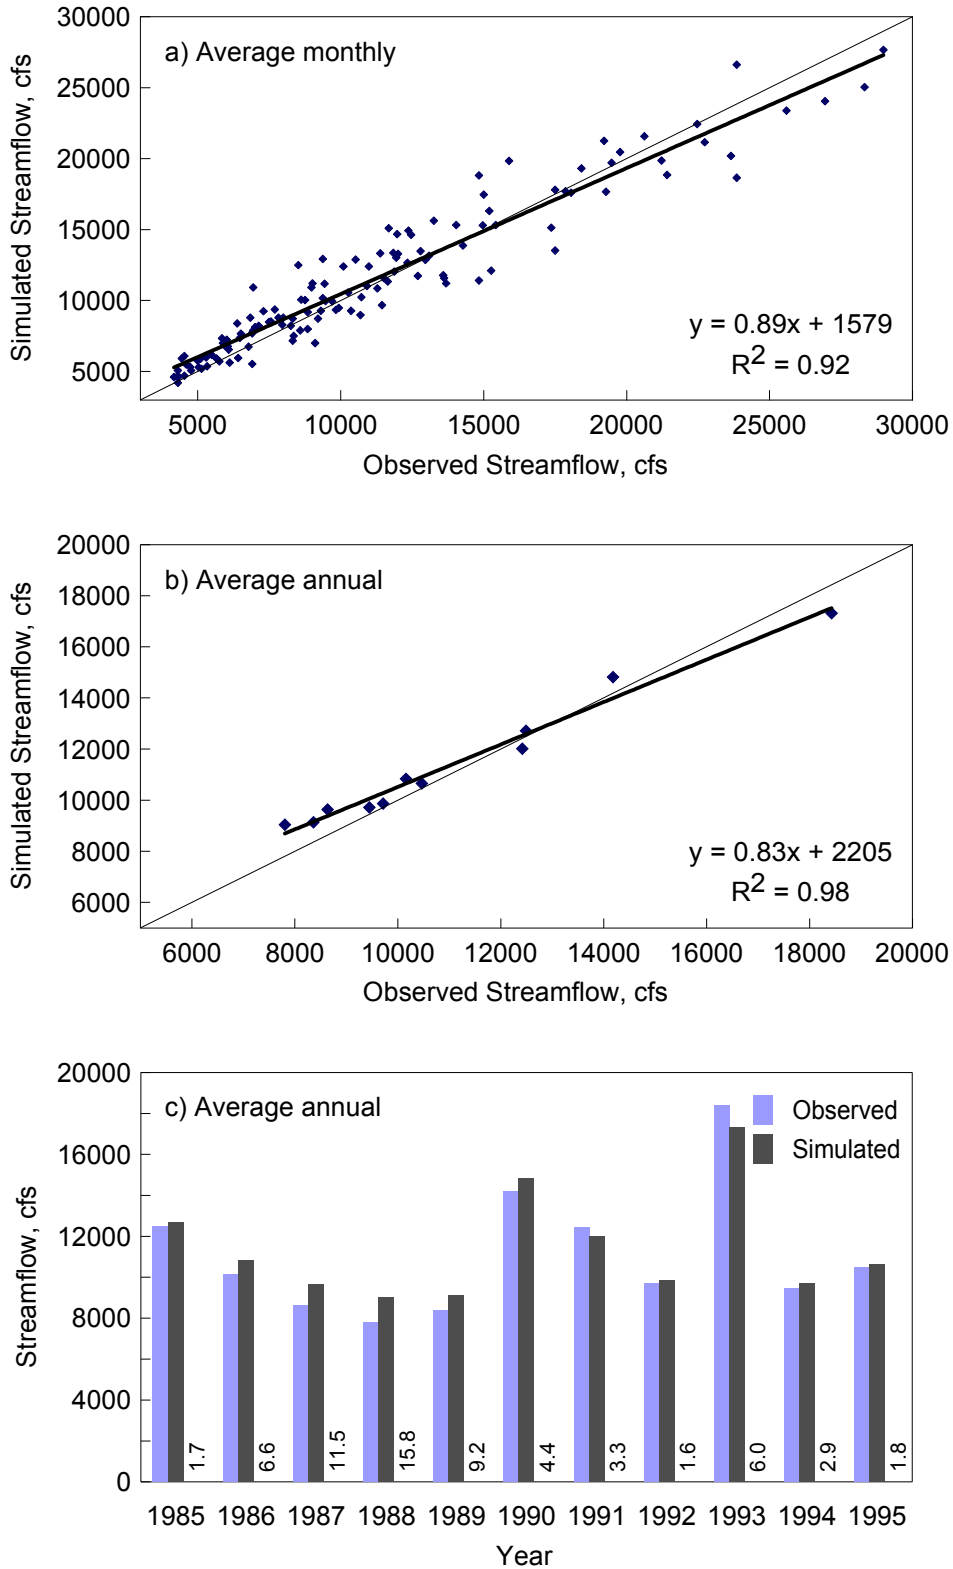 30000
25000
20000
15000
10000
5000
Simulated Streamflow, cfs
a) Average monthly
y = 0.89x + 1579
R² = 0.92
5000 10000 15000 20000 25000 30000
Observed Streamflow, cfs
20000
18000
16000
14000
12000
10000
8000
6000
Simulated Streamflow, cfs
b) Average annual
y = 0.83x + 2205
R² = 0.98
6000 8000 10000 12000 14000 16000 18000 20000
Observed Streamflow, cfs
20000
16000
12000
8000
4000
0
Streamflow, cfs
c) Average annual
Observed
Simulated
1.7 6.6 11.5 15.8 9.2 4.4 3.3 1.6 6.0 2.9 1.8
1985 1986 1987 1988 1989 1990 1991 1992 1993 1994 1995
Year